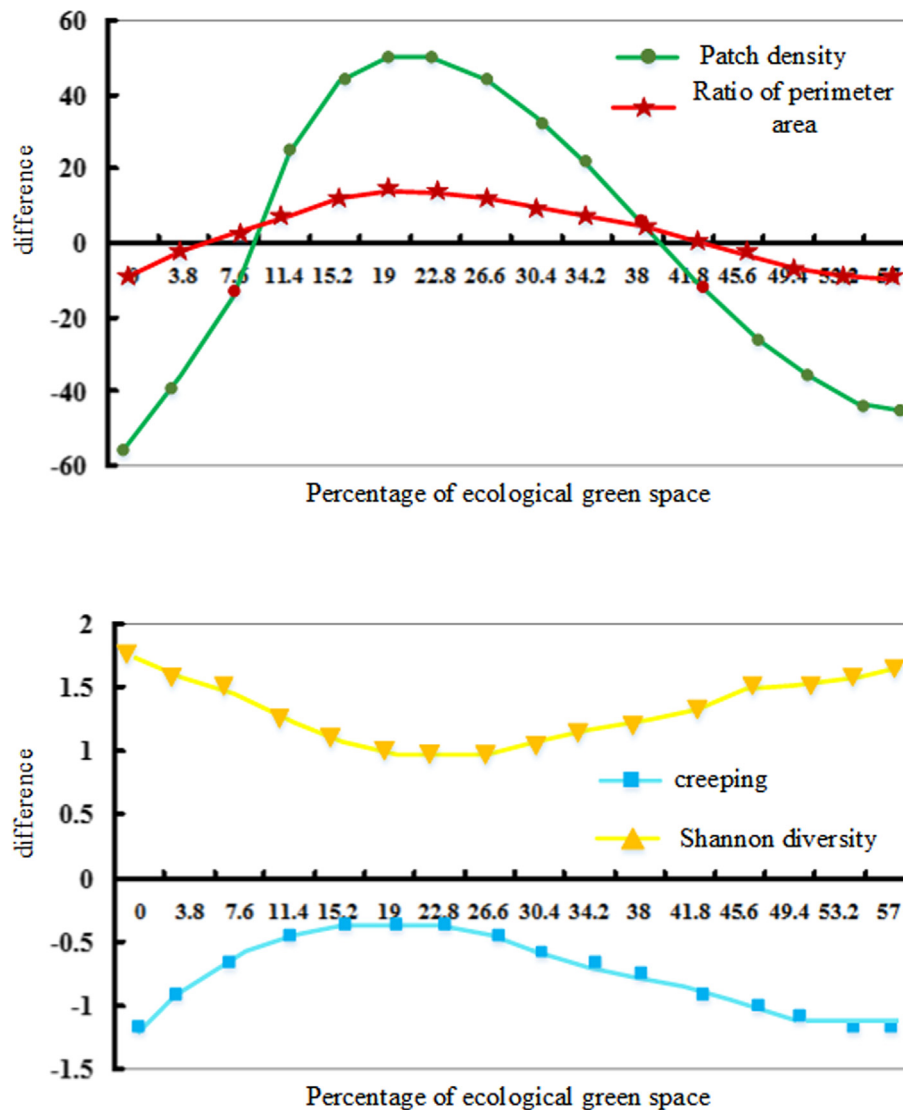 60
40
20
0
-20
-40
-60
difference
Patch density
Ratio of perimeter
area
3.8 7.6 11.4 15.2 19 22.8 26.6 30.4 34.2 38 41.8 45.6 49.4
Percentage of ecological green space
2
1.5
1
0.5
0
-0.5
-1
-1.5
difference
creeping
Shannon diversity
0 3.8 7.6 11.4 15.2 19 22.8 26.6 30.4 34.2 38 41.8 45.6 49.4 53.2 57
Percentage of ecological green space